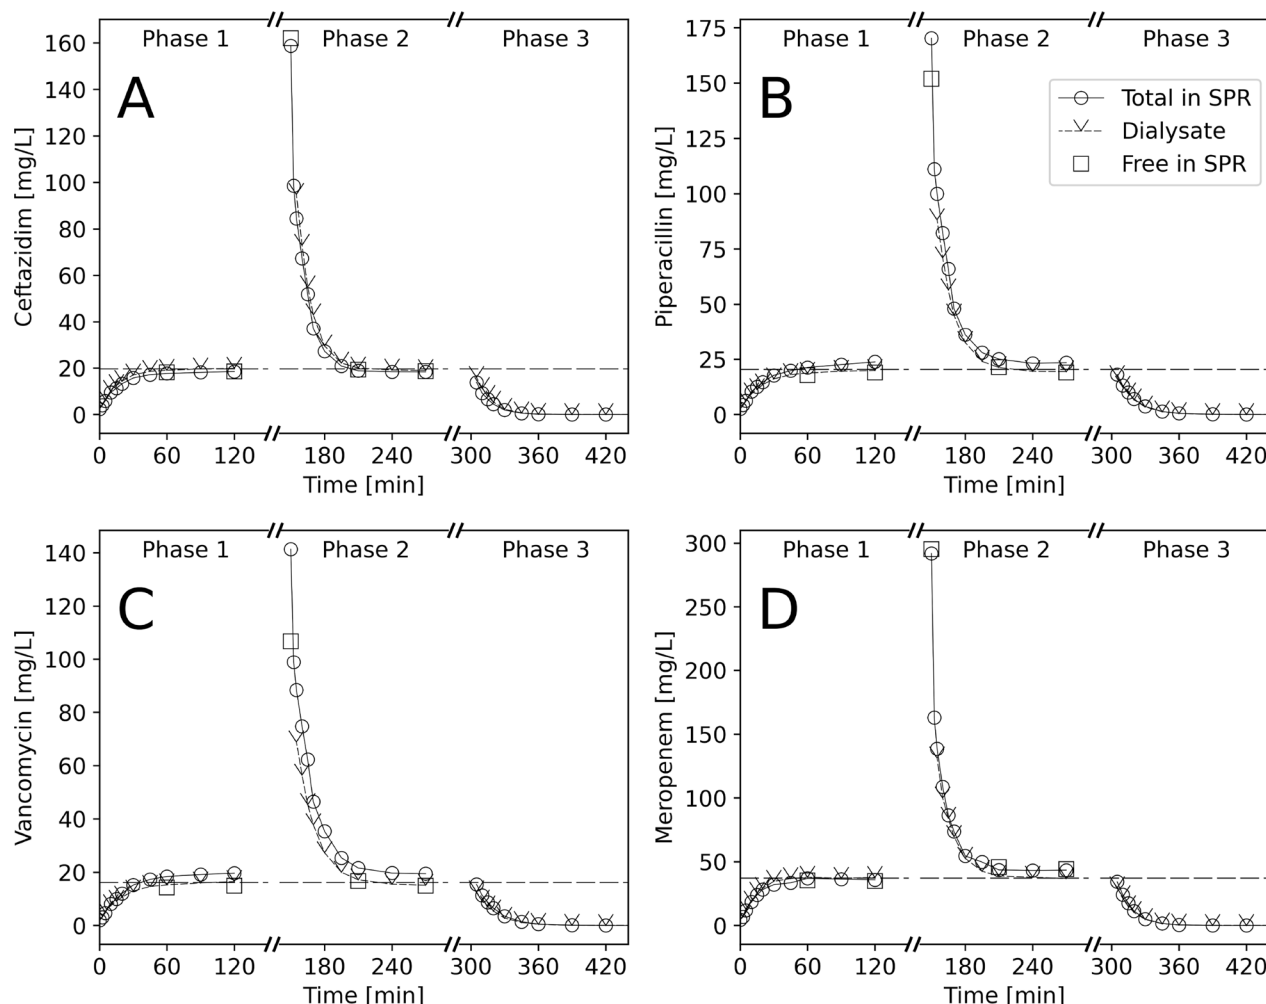 Phase 1 Phase 2 Phase 3
A
Ceftazidim [mg/L]
160
140
120
100
80
60
40
20
0
0 120 180 240 300 360 420
Time [min]
Phase 1 Phase 2 Phase 3
B
Total in SPR
Dialysate
Free in SPR
Piperacillin [mg/L]
175
150
125
100
75
50
25
0
0 60 120 180 240 300 360 420
Time [min]
Phase 1 Phase 2 Phase 3
C
Vancomycin [mg/L]
140
120
100
80
60
40
20
0
0 60 120 180 240 300 360 420
Time [min]
Phase 1 Phase 2 Phase 3
D
Meropenem [mg/L]
300
250
200
150
100
50
0
0 60 120 180 240 300 360 420
Time [min]